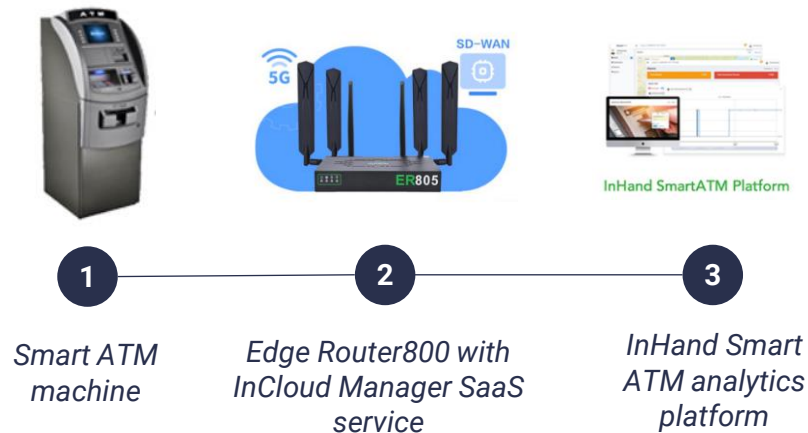 ATM
5G
SD-WAN
ER805
InHand SmartATM Platform
1
2
3
Smart ATM
machine
Edge Router800 with
InCloud Manager SaaS
service
InHand Smart
ATM analytics
platform